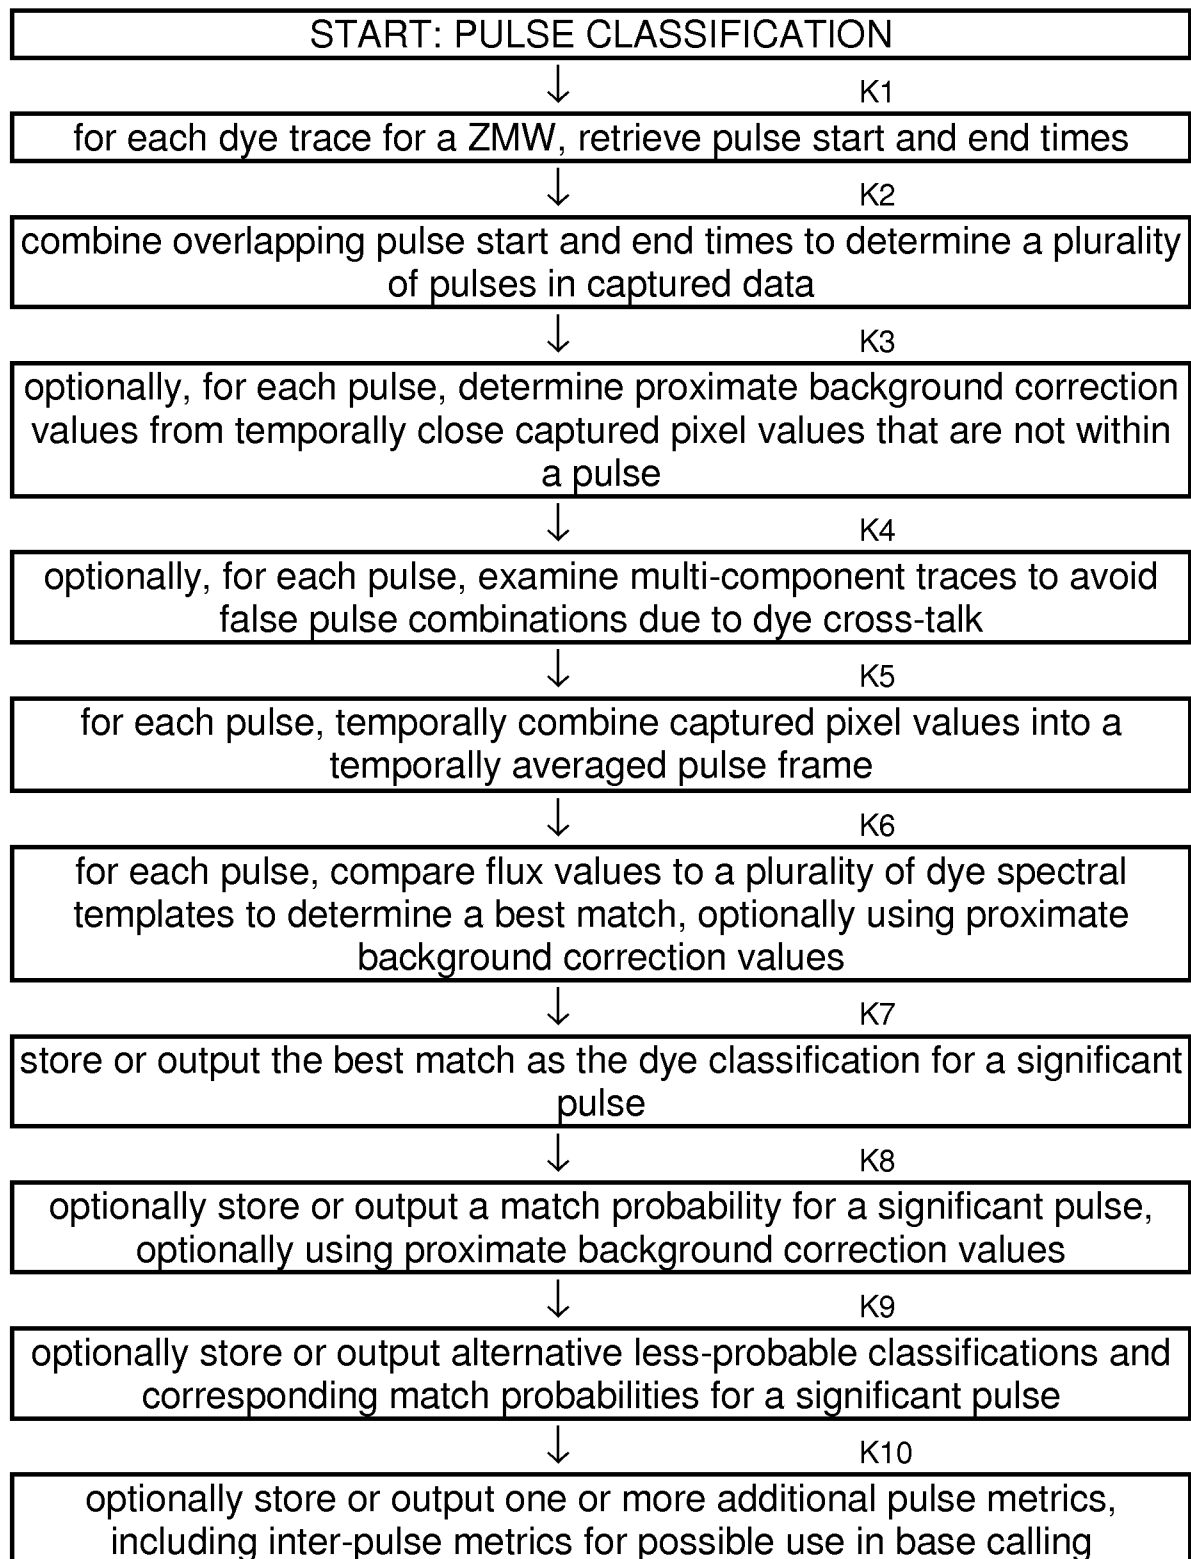 START: PULSE CLASSIFICATION
K1
for each dye trace for a ZMW, retrieve pulse start and end times
K2
combine overlapping pulse start and end times to determine a plurality
of pulses in captured data
K3
optionally, for each pulse, determine proximate background correction
values from temporally close captured pixel values that are not within
a pulse
K4
optionally, for each pulse, examine multi-component traces to avoid
false pulse combinations due to dye cross-talk
K5
for each pulse, temporally combine captured pixel values into a
temporally averaged pulse frame
K6
for each pulse, compare flux values to a plurality of dye spectral
templates to determine a best match, optionally using proximate
background correction values
K7
store or output the best match as the dye classification for a significant
pulse
K8
optionally store or output a match probability for a significant pulse,
optionally using proximate background correction values
K9
optionally store or output alternative less-probable classifications and
corresponding match probabilities for a significant pulse
K10
optionally store or output one or more additional pulse metrics,
including inter-pulse metrics for possible use in base calling